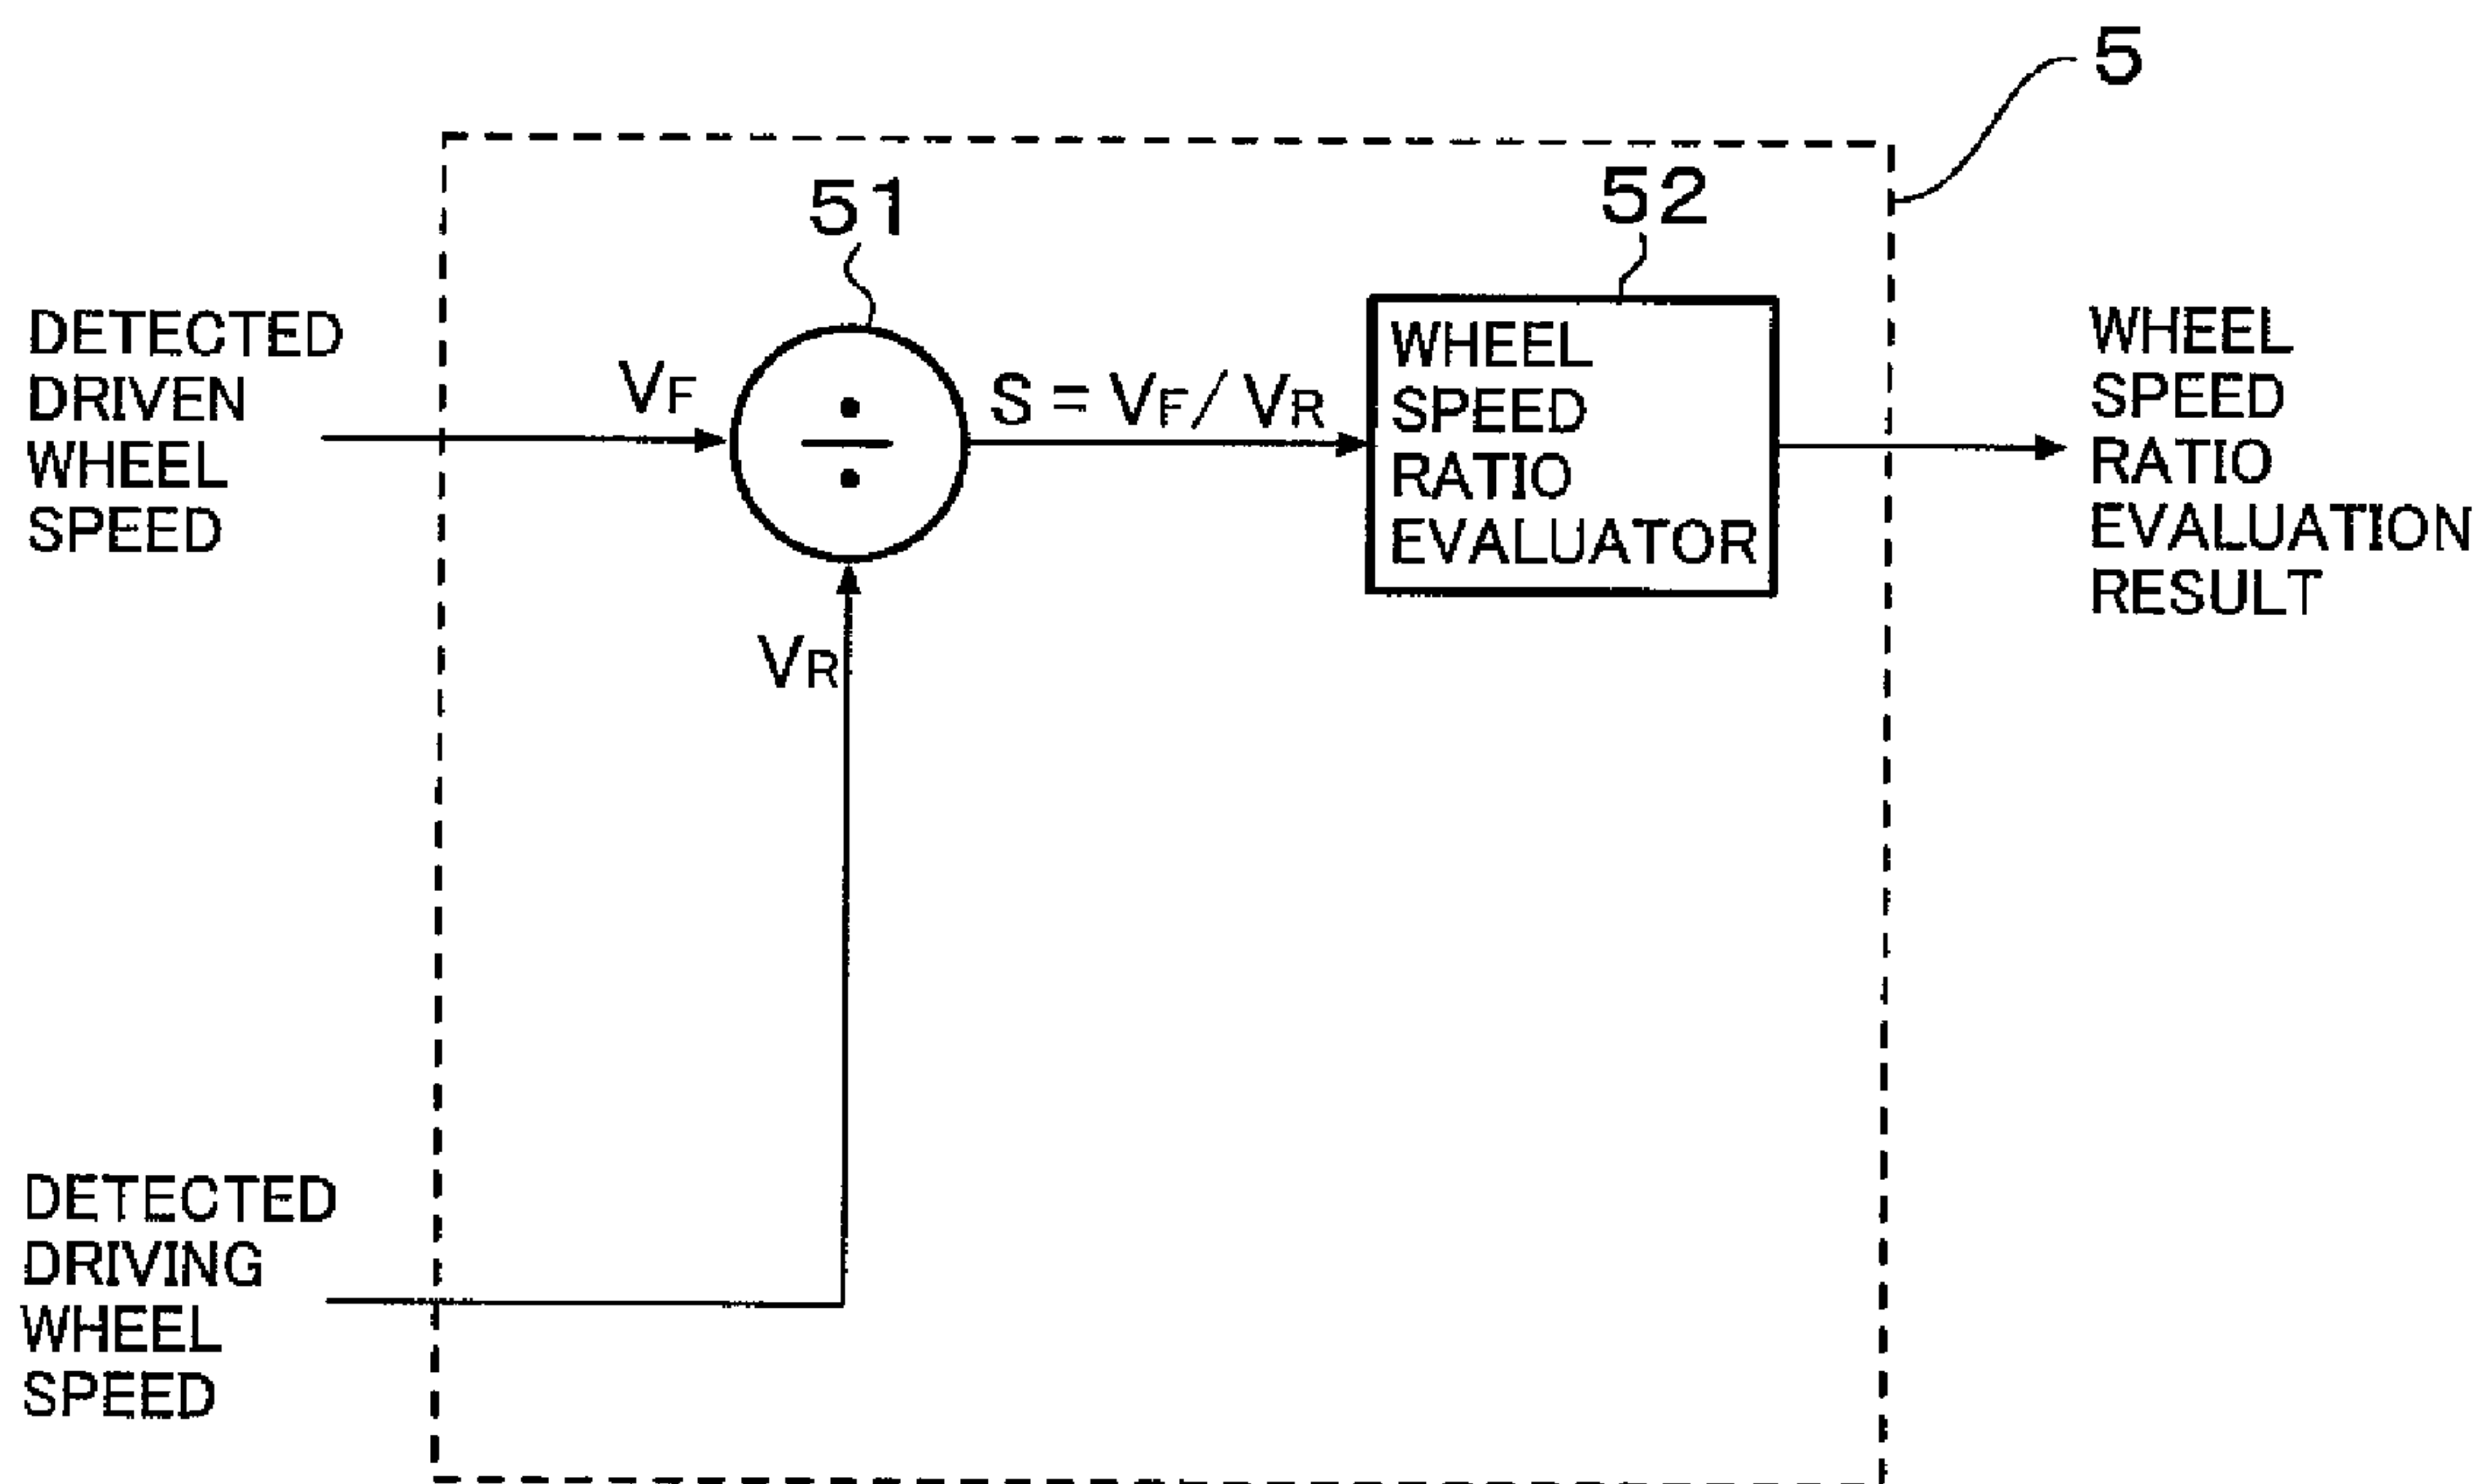 5
51
52
DETECTED
DRIVEN
WHEEL
SPEED
VF
S = VF/VR
WHEEL
SPEED
RATIO
EVALUATOR
WHEEL
SPEED
RATIO
EVALUATION
RESULT
VR
DETECTED
DRIVING
WHEEL
SPEED